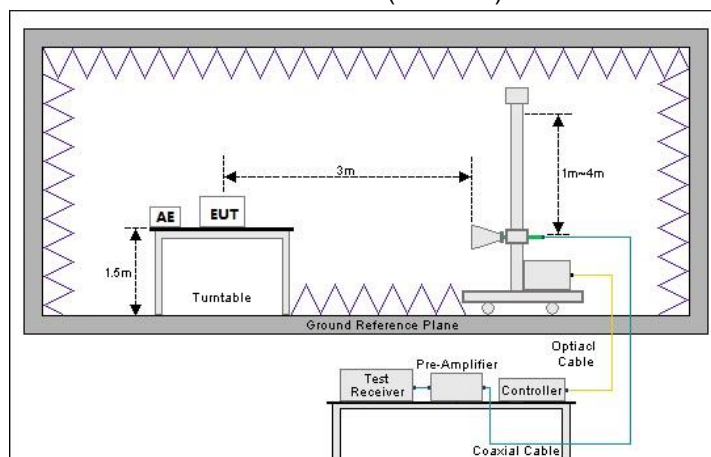 3m
1m~4m
AE
EUT
1.5m
Turntable
Ground Reference Plane
Optiacl
Cable
Pre-Amplifier
Test
Receiver
Controller
Coaxial Cable